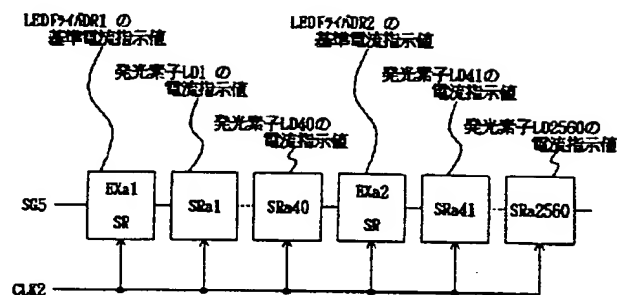 LEDドライバDR1 の
基準電流指示値
LEDドライバDR2 の
基準電流指示値
発光素子LD1 の
電流指示値
発光素子LD41の
電流指示値
発光素子LD40の
電流指示値
発光素子LD2560の
電流指示値
SG5
EXa1
SR
SRa1
SRa40
EXa2
SR
SRa41
SRa2560
CLK2